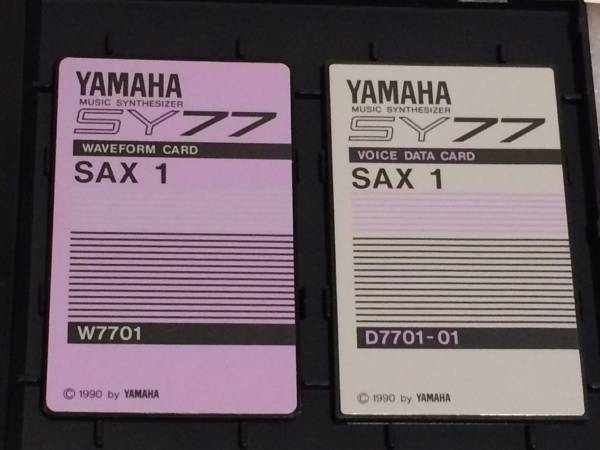 YAMAHA
MUSIC SYNTHESIZER
SY77
WAVEFORM CARD
SAX 1
W7701
© 1990 by YAMAHA
YAMAHA
MUSIC SYNTHESIZER
SY77
VOICE DATA CARD
SAX 1
D7701-01
© 1990 by YAMAHA